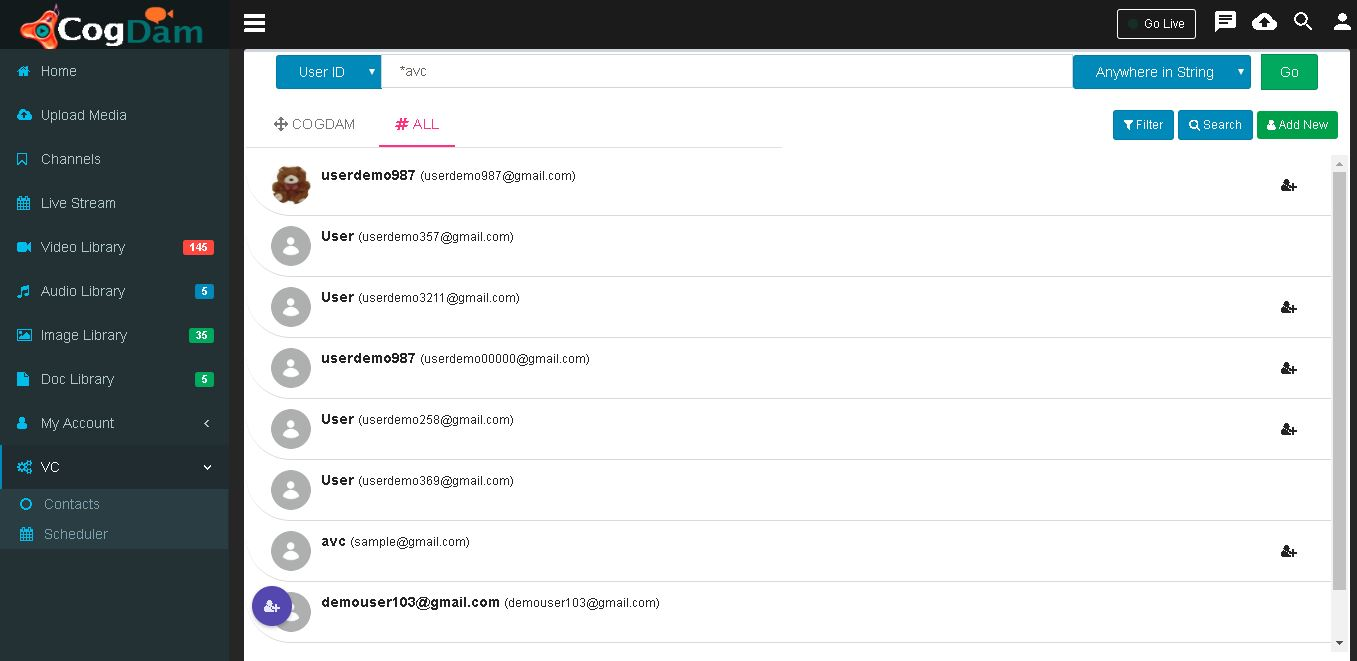 CogDam
Go Live
Home
Upload Media
Channels
Live Stream
Video Library 145
Audio Library 5
Image Library 35
Doc Library 5
My Account
VC
Contacts
Scheduler
User ID *avc Anywhere in String Go
COGDAM # ALL Filter Search Add New
userdemo987 (userdemo987@gmail.com)
User (userdemo357@gmail.com)
User (userdemo3211@gmail.com)
userdemo987 (userdemo00000@gmail.com)
User (userdemo258@gmail.com)
User (userdemo369@gmail.com)
avc (sample@gmail.com)
demouser103@gmail.com (demouser103@gmail.com)